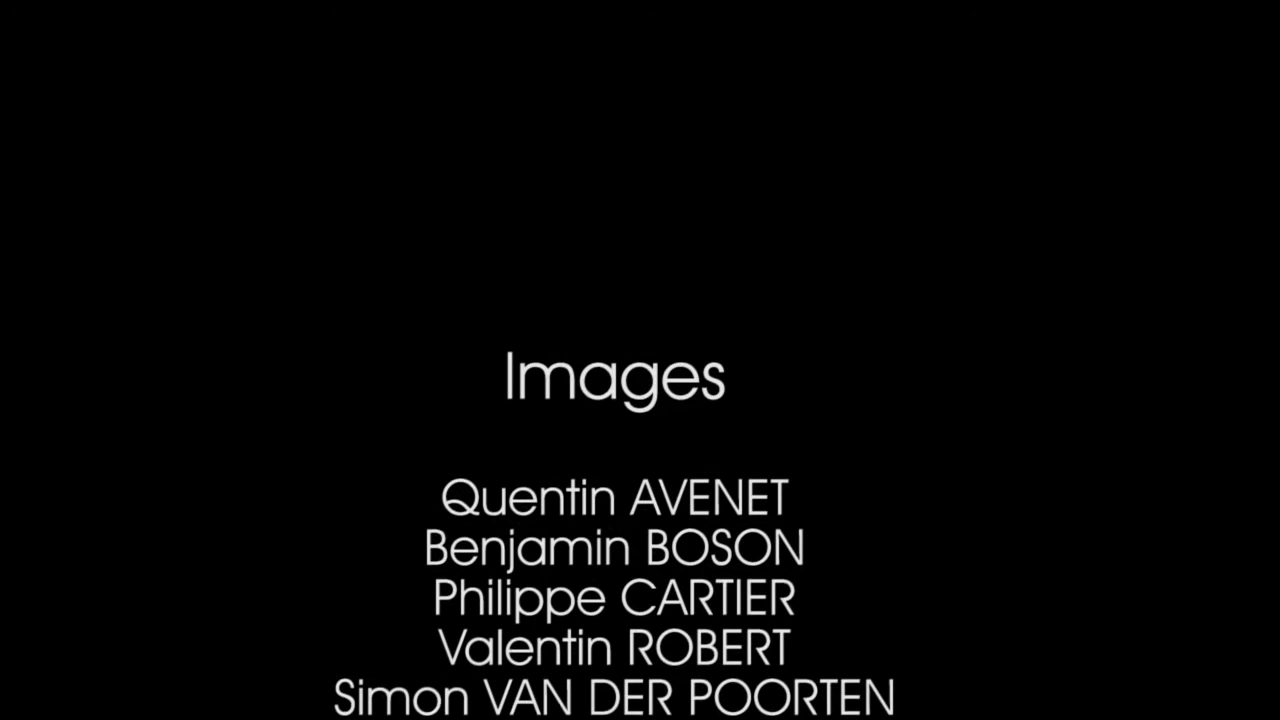 Images
Quentin AVENET
Benjamin BOSON
Philippe CARTIER
Valentin ROBERT
Simon VAN DER POORTEN